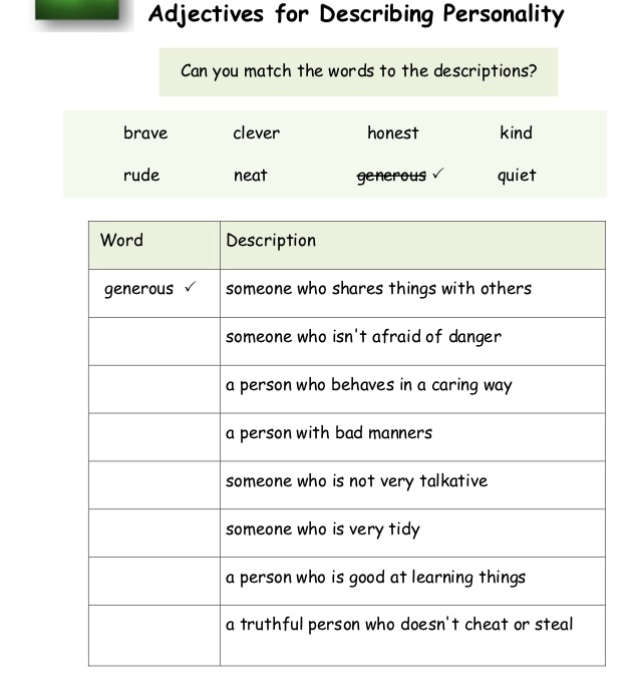 Adjectives for Describing Personality
Can you match the words to the descriptions?
brave clever honest kind
rude neat generous ✓ quiet
Word Description
generous ✓ someone who shares things with others
someone who isn't afraid of danger
a person who behaves in a caring way
a person with bad manners
someone who is not very talkative
someone who is very tidy
a person who is good at learning things
a truthful person who doesn't cheat or steal